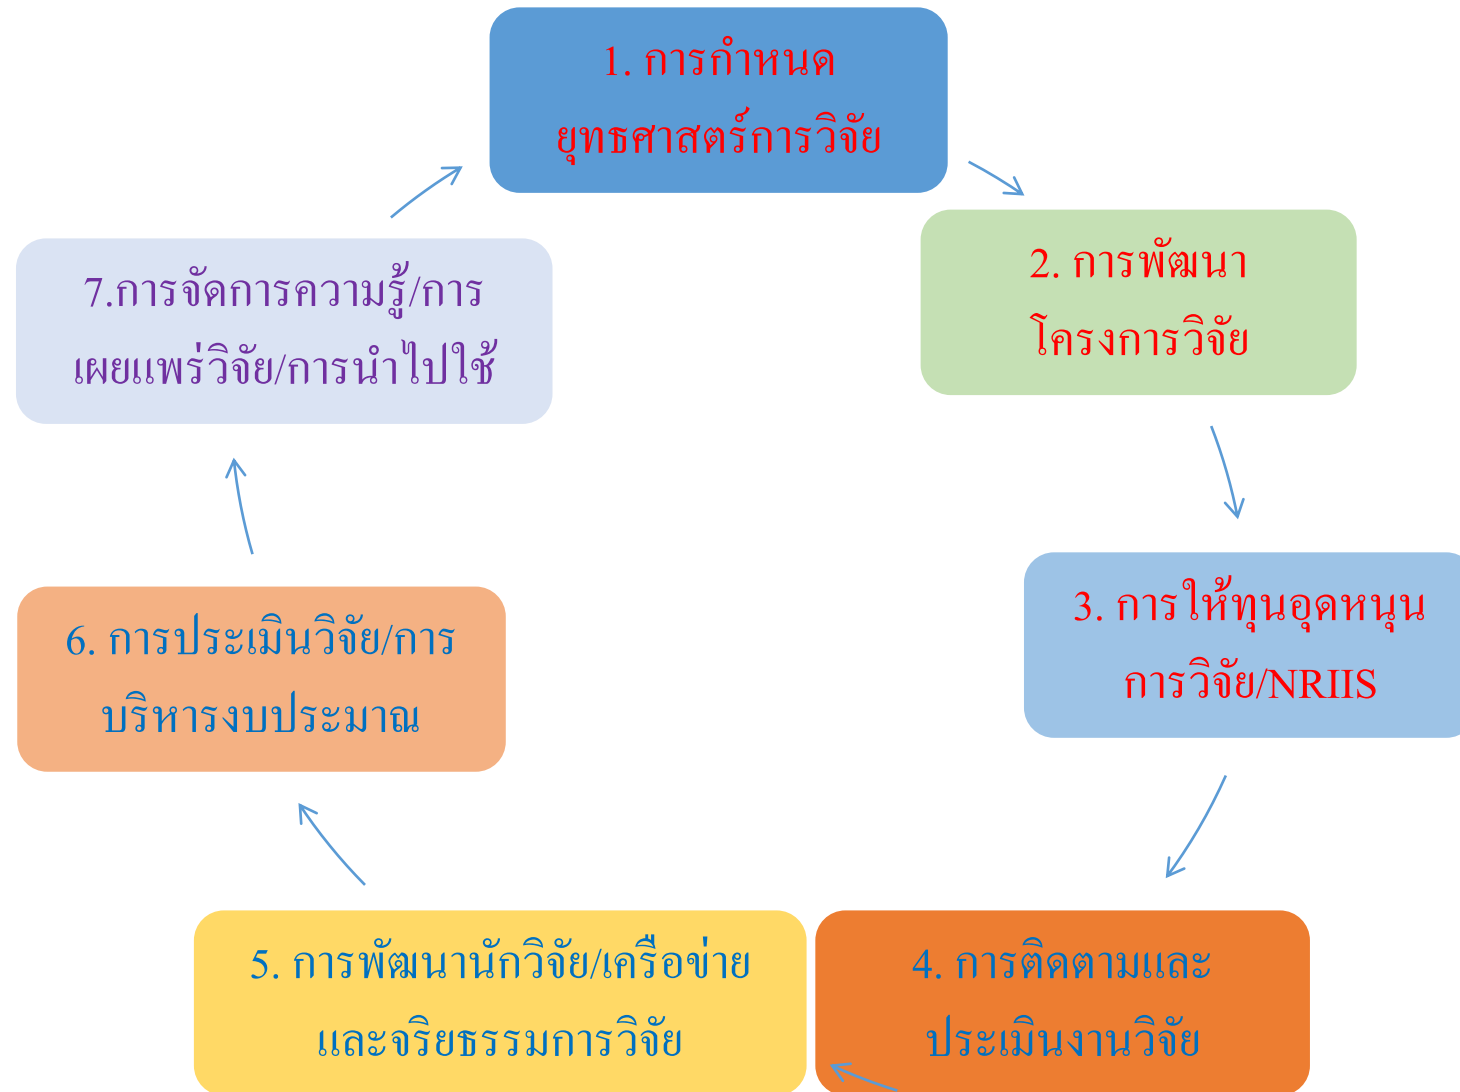 1. การกำหนด
ยุทธศาสตร์การวิจัย
2. การพัฒนา
โครงการวิจัย
3. การให้ทุนอุดหนุน
การวิจัย/NRIIS
4. การติดตามและ
ประเมินงานวิจัย
5. การพัฒนานักวิจัย/เครือข่าย
และจริยธรรมการวิจัย
6. การประเมินวิจัย/การ
บริหารงบประมาณ
7.การจัดการความรู้/การ
เผยแพร่วิจัย/การนำไปใช้